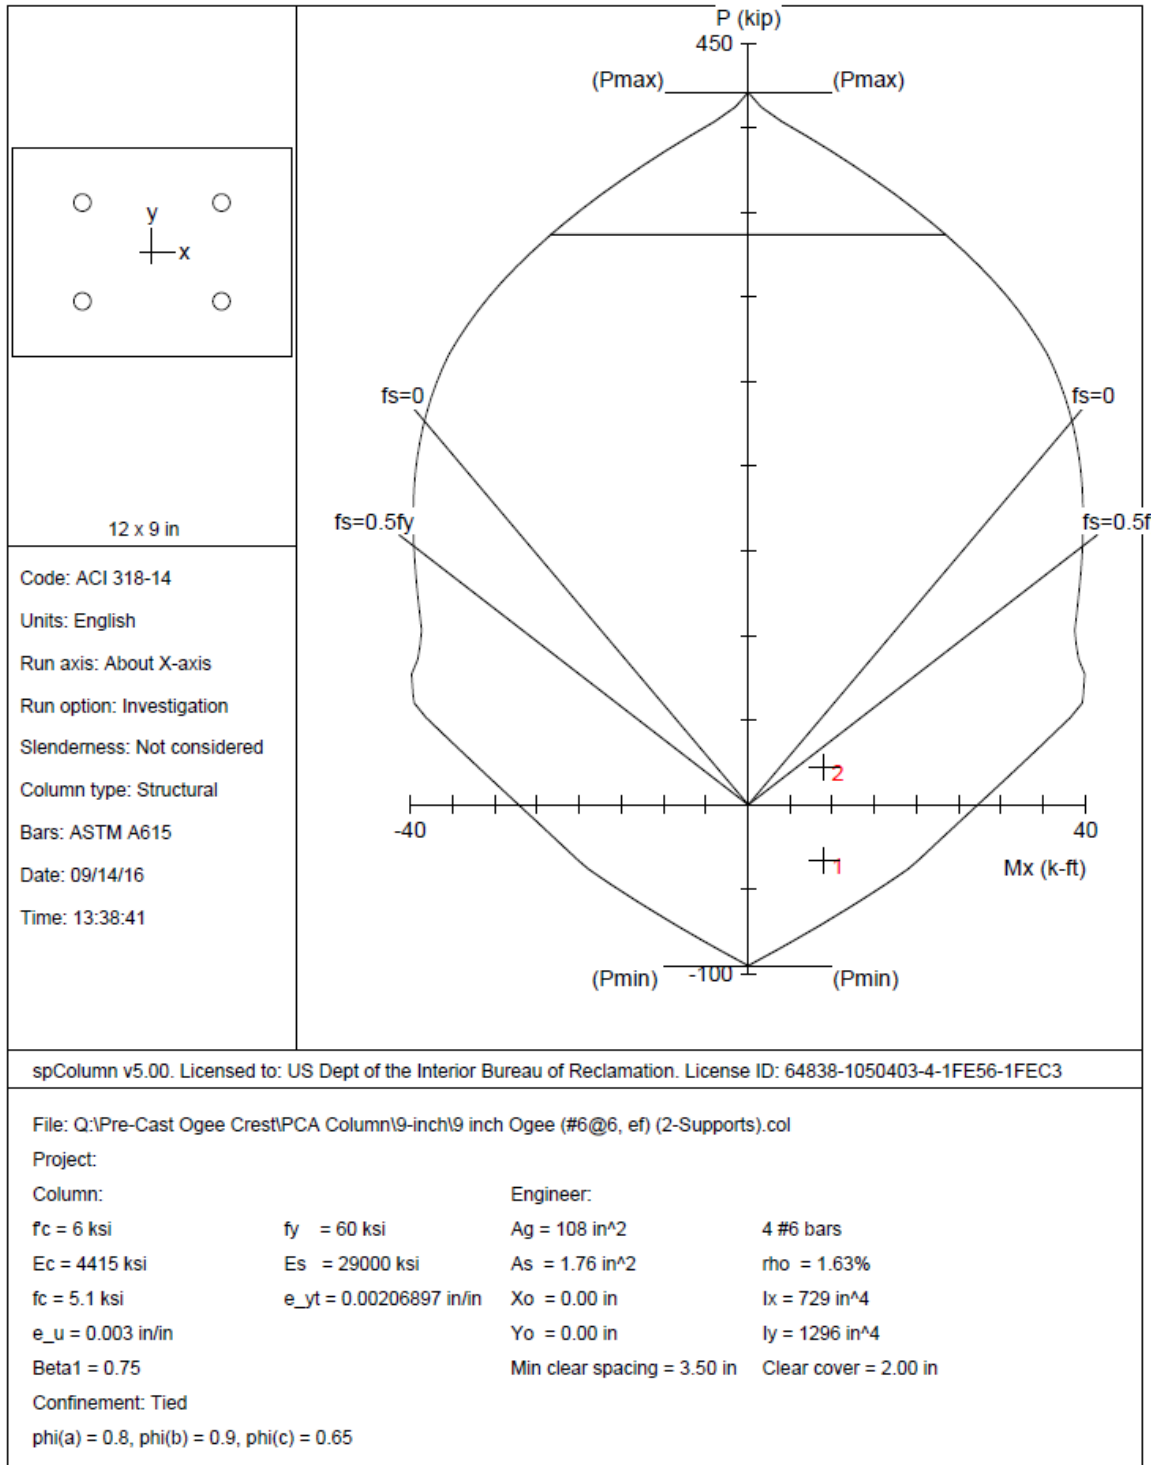 P (kip)
450
(Pmax) (Pmax)
y
x
fs=0 fs=0
fs=0.5fy fs=0.5f
12 x 9 in
Code: ACI 318-14
Units: English
Run axis: About X-axis
Run option: Investigation
Slenderness: Not considered
Column type: Structural
Bars: ASTM A615
Date: 09/14/16
Time: 13:38:41
2
-40 40
Mx (k-ft)
1
-100
(Pmin) (Pmin)
spColumn v5.00. Licensed to: US Dept of the Interior Bureau of Reclamation. License ID: 64838-1050403-4-1FE56-1FEC3
File: Q:\Pre-Cast Ogee Crest\PCA Column\9-inch\9 inch Ogee (#6@6, ef) (2-Supports).col
Project:
Column: Engineer:
f'c = 6 ksi fy = 60 ksi Ag = 108 in^2 4 #6 bars
Ec = 4415 ksi Es = 29000 ksi As = 1.76 in^2 rho = 1.63%
fc = 5.1 ksi e_yt = 0.00206897 in/in Xo = 0.00 in Ix = 729 in^4
e_u = 0.003 in/in Yo = 0.00 in Iy = 1296 in^4
Beta1 = 0.75 Min clear spacing = 3.50 in Clear cover = 2.00 in
Confinement: Tied
phi(a) = 0.8, phi(b) = 0.9, phi(c) = 0.65